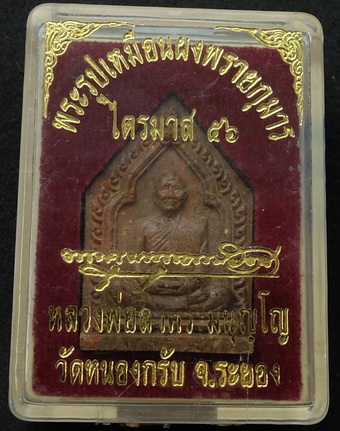 พระรูปเหมือนผงพรายกุมาร
ไตรมาส ๕๖
หลวงพ่อสาคร มนุญฺโญ
วัดหนองกรับ จ.ระยอง